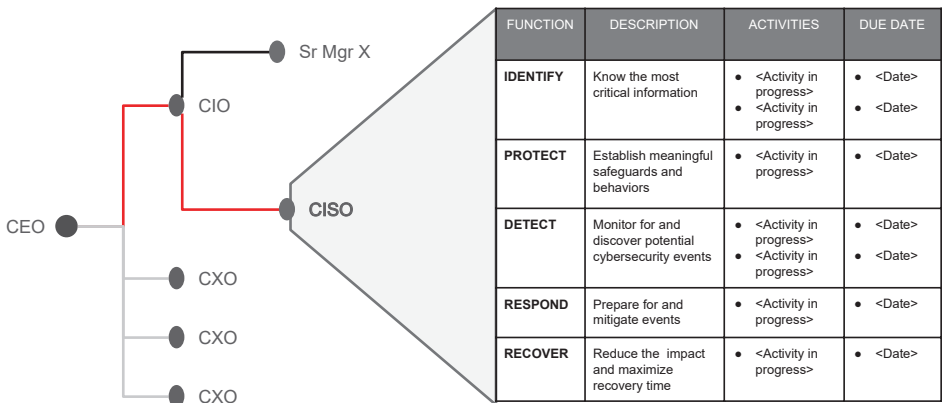 Sr Mgr X
CIO
CISO
CEO
CXO
CXO
CXO
FUNCTION DESCRIPTION ACTIVITIES DUE DATE
IDENTIFY Know the most ● <Activity in ● <Date>
critical information progress>
● <Activity in ● <Date>
progress>
PROTECT Establish meaningful ● <Activity in ● <Date>
safeguards and progress>
behaviors
DETECT Monitor for and ● <Activity in ● <Date>
discover potential progress>
cybersecurity events ● <Activity in ● <Date>
progress>
RESPOND Prepare for and ● <Activity in ● <Date>
mitigate events progress>
RECOVER Reduce the impact ● <Activity in ● <Date>
and maximize progress>
recovery time